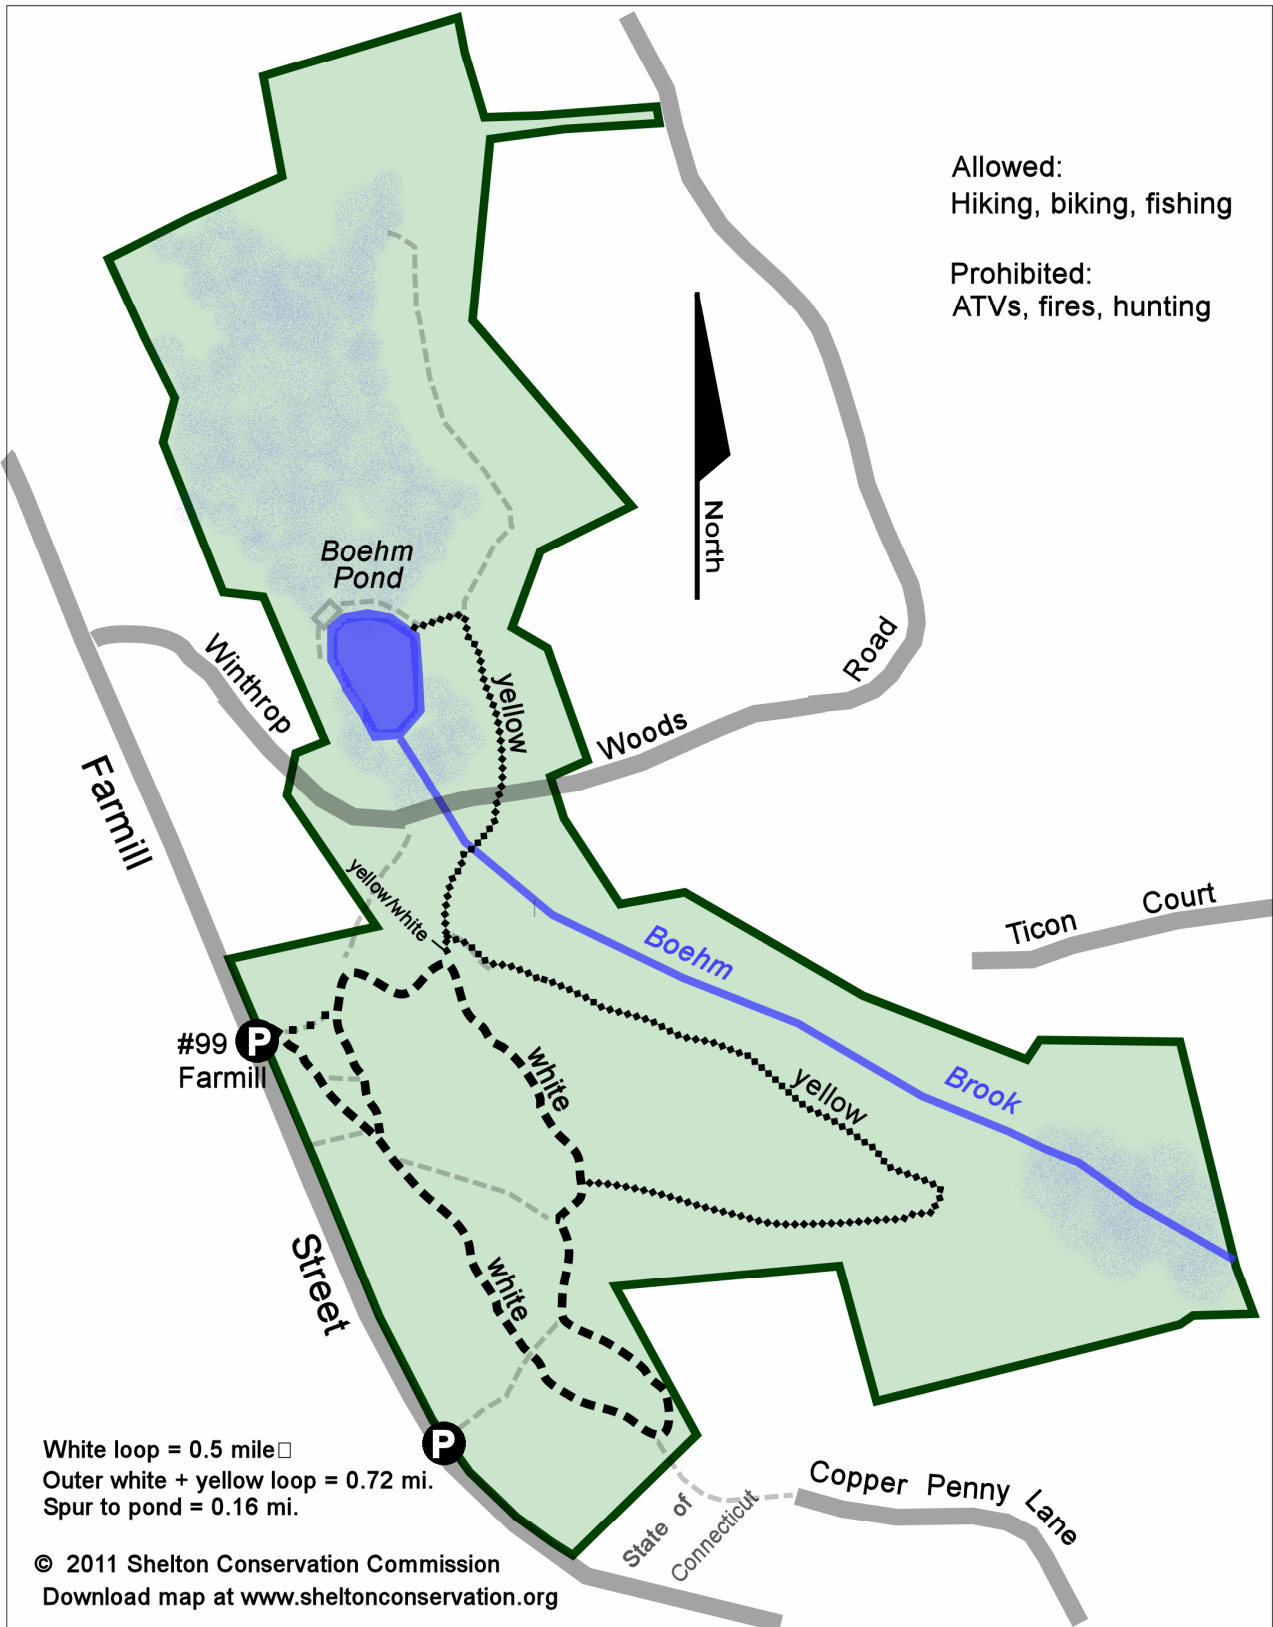 Allowed:
Hiking, biking, fishing
Prohibited:
ATVs, fires, hunting
North
Boehm
Pond
Winthrop
Woods
Road
yellow
Farmill
yellow/white
Ticon Court
Boehm
Brook
#99 P
Farmill
white
yellow
Street
white
P
White loop = 0.5 mile□
Outer white + yellow loop = 0.72 mi.
Spur to pond = 0.16 mi.
Copper Penny Lane
State of
Connecticut
© 2011 Shelton Conservation Commission
Download map at www.sheltonconservation.org